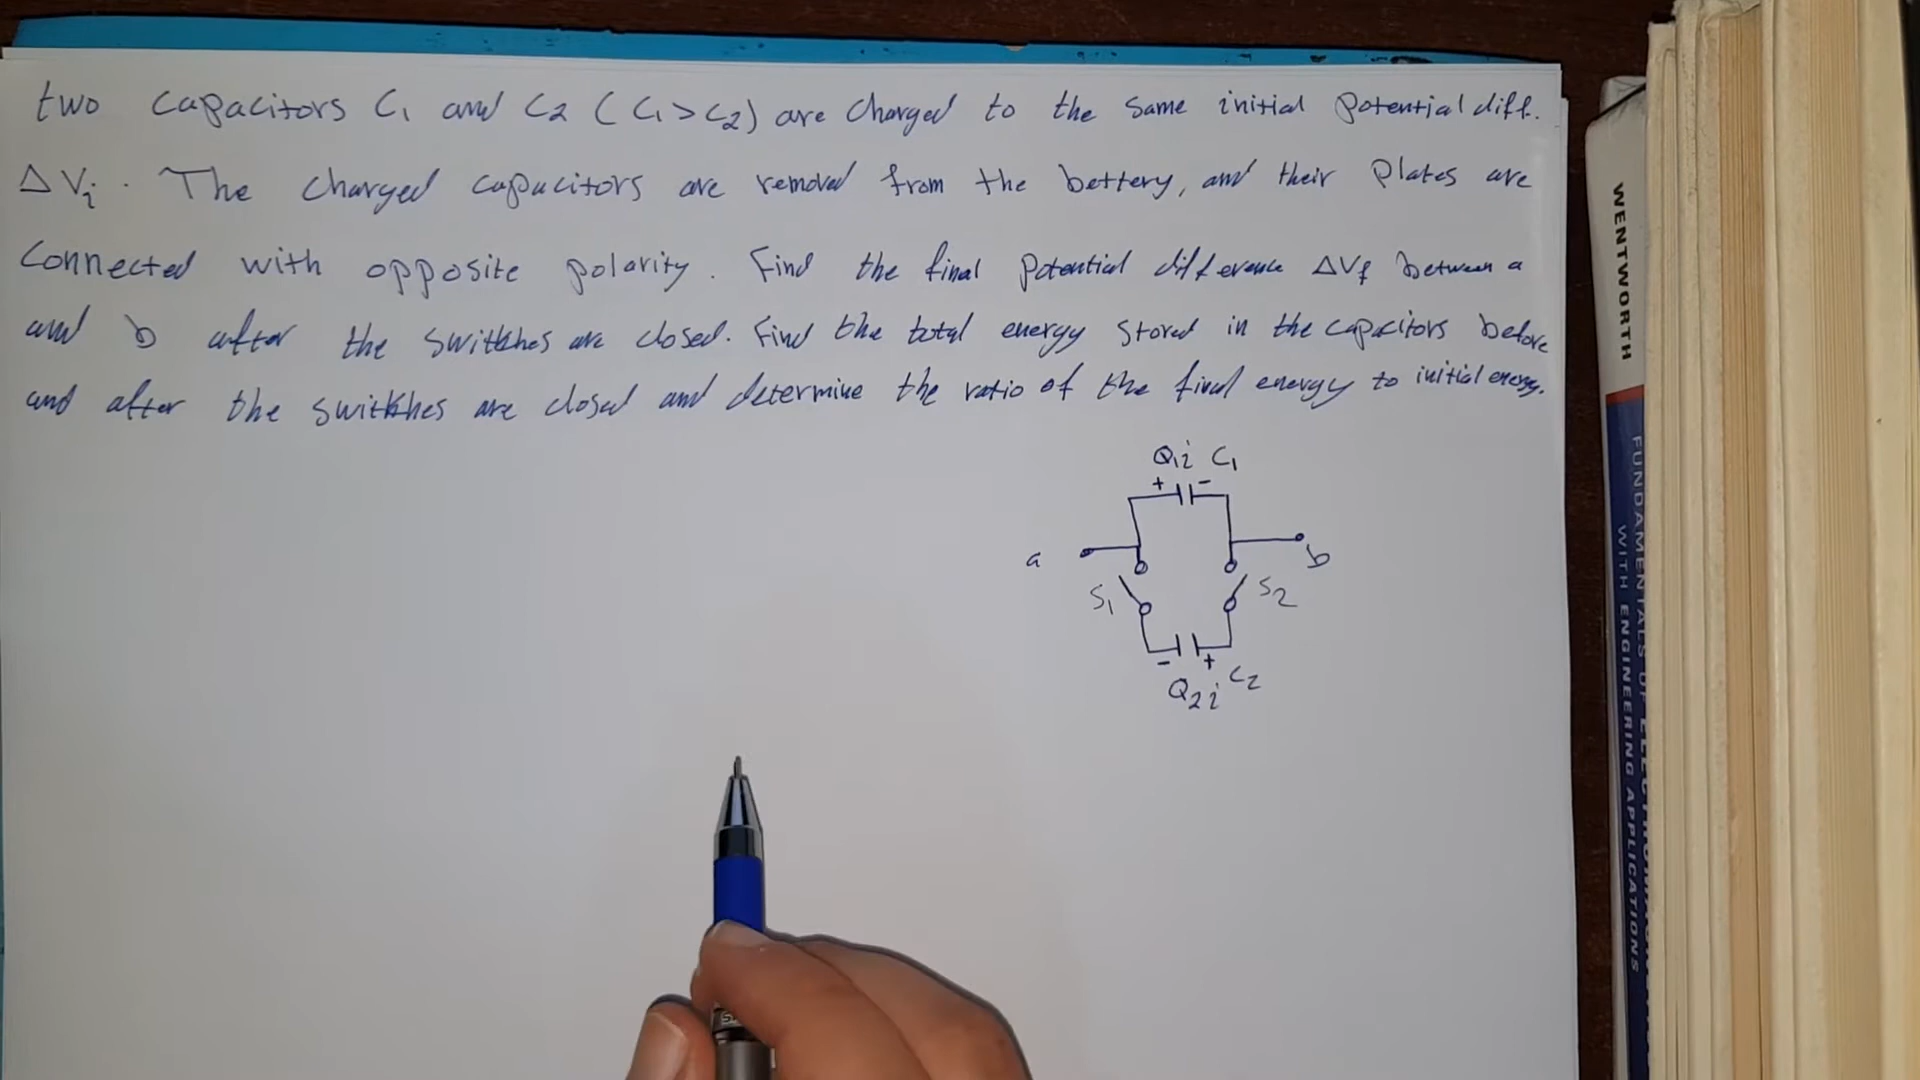 two capacitors C1 and C2 ( C1 > C2) are charged to the same initial potential diff.
ΔVi. The charged capacitors are removed from the bettery, and their plates are
Connected with opposite polarity. Find the final Potential difference ΔVf between a
and b after the switches are closed. Find the total energy stored in the capacitors before
and after the switches are closed and determine the ratio of the final energy to initial energy.
Q1i C1
+ -
a b
S1 S2
- +
Q2i C2
WENTWORTH
FUNDAMENTALS OF ELECTROMAGNETICS
WITH ENGINEERING APPLICATIONS